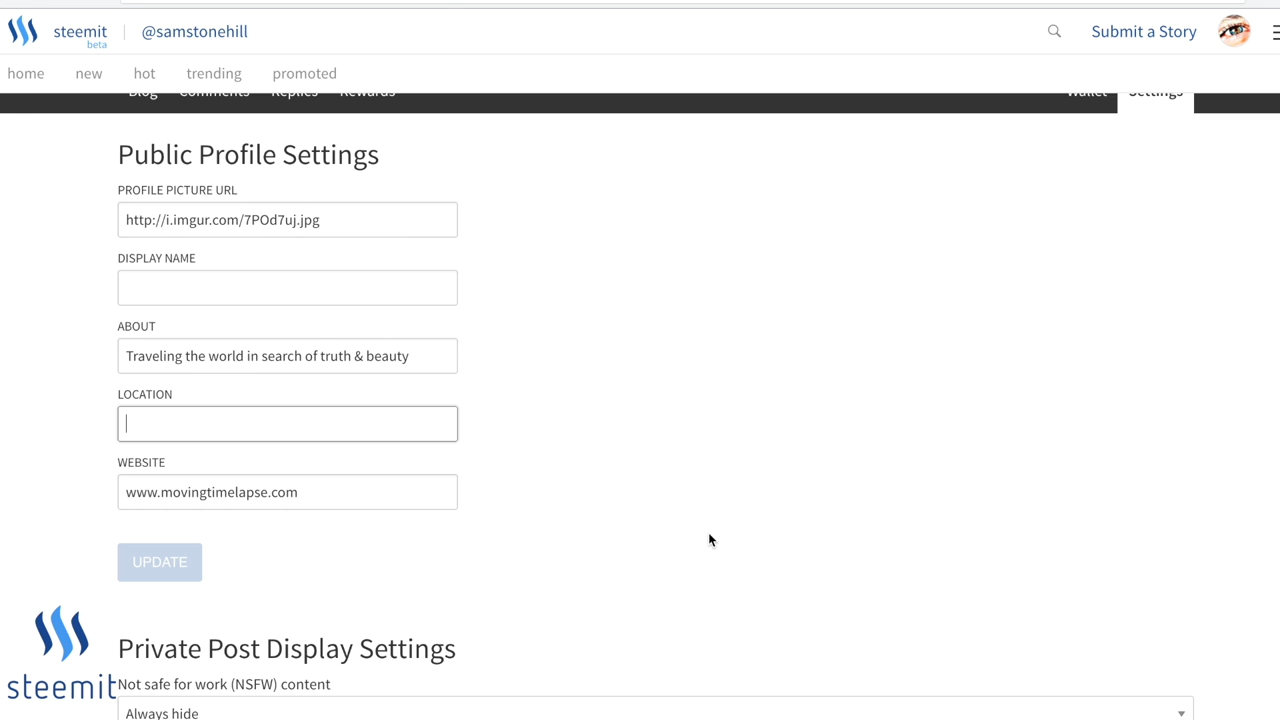 steemit
beta
@samstonehill
Submit a Story
home new hot trending promoted
Blog Comments Replies Rewards Wallet Settings
Public Profile Settings
PROFILE PICTURE URL
http://i.imgur.com/7POd7uj.jpg
DISPLAY NAME
ABOUT
Traveling the world in search of truth & beauty
LOCATION
WEBSITE
www.movingtimelapse.com
UPDATE
Private Post Display Settings
Not safe for work (NSFW) content
Always hide
steemit